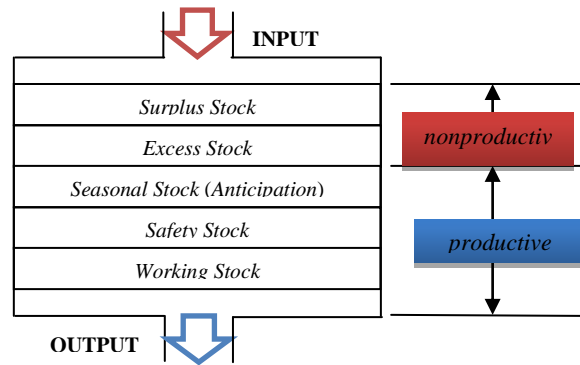 INPUT
Surplus Stock
Excess Stock
nonproductiv
Seasonal Stock (Anticipation)
Safety Stock
productive
Working Stock
OUTPUT